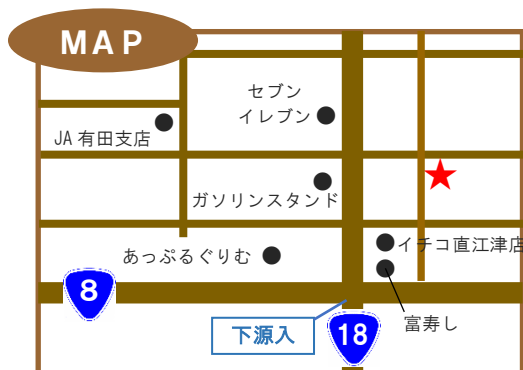 MAP
セブン
イレブン
JA 有田支店
ガソリンスタンド
イチコ直江津店
あっぷるぐりむ
8
富寿し
下源入
18